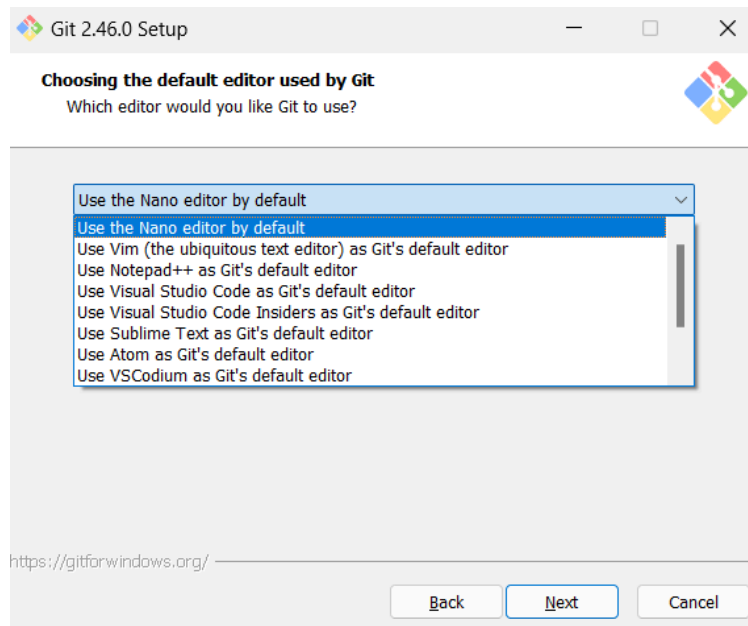 Git 2.46.0 Setup
Choosing the default editor used by Git
Which editor would you like Git to use?
Use the Nano editor by default
Use the Nano editor by default
Use Vim (the ubiquitous text editor) as Git's default editor
Use Notepad++ as Git's default editor
Use Visual Studio Code as Git's default editor
Use Visual Studio Code Insiders as Git's default editor
Use Sublime Text as Git's default editor
Use Atom as Git's default editor
Use VSCodium as Git's default editor
https://gitforwindows.org/
Back Next Cancel